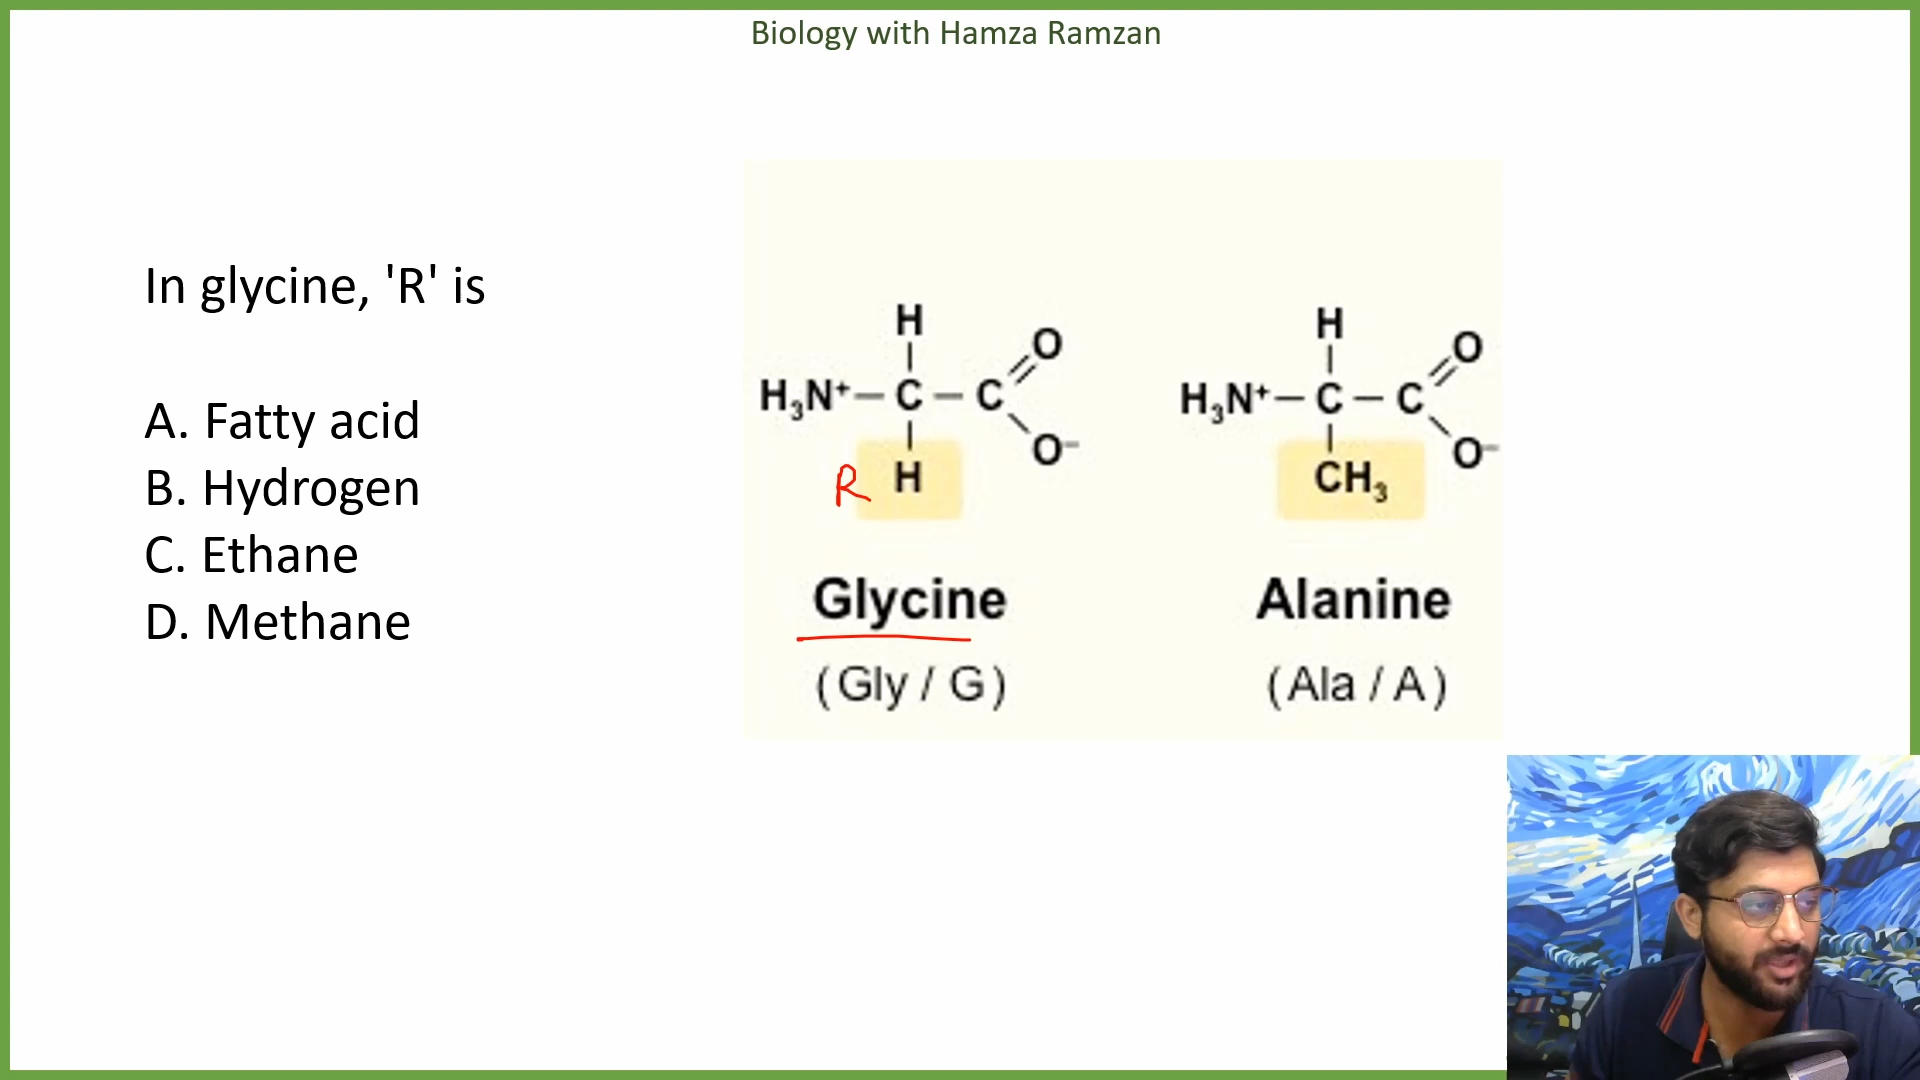 Biology with Hamza Ramzan
In glycine, 'R' is
A. Fatty acid
B. Hydrogen
C. Ethane
D. Methane
H
O
H₃N⁺ — C — C
O⁻
R H
Glycine
(Gly / G)
H
O
H₃N⁺ — C — C
O⁻
CH₃
Alanine
(Ala / A)